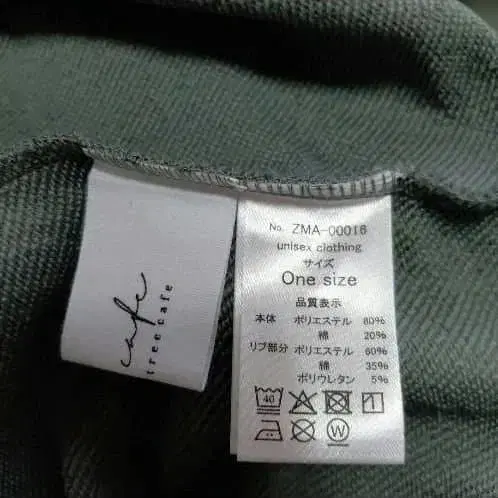 cafe
tree cafe
No. ZMA-00016
unisex clothing
サイズ
One size
品質表示
本体 ポリエステル 80%
綿 20%
リブ部分 ポリエステル 60%
綿 35%
ポリウレタン 5%
40
W